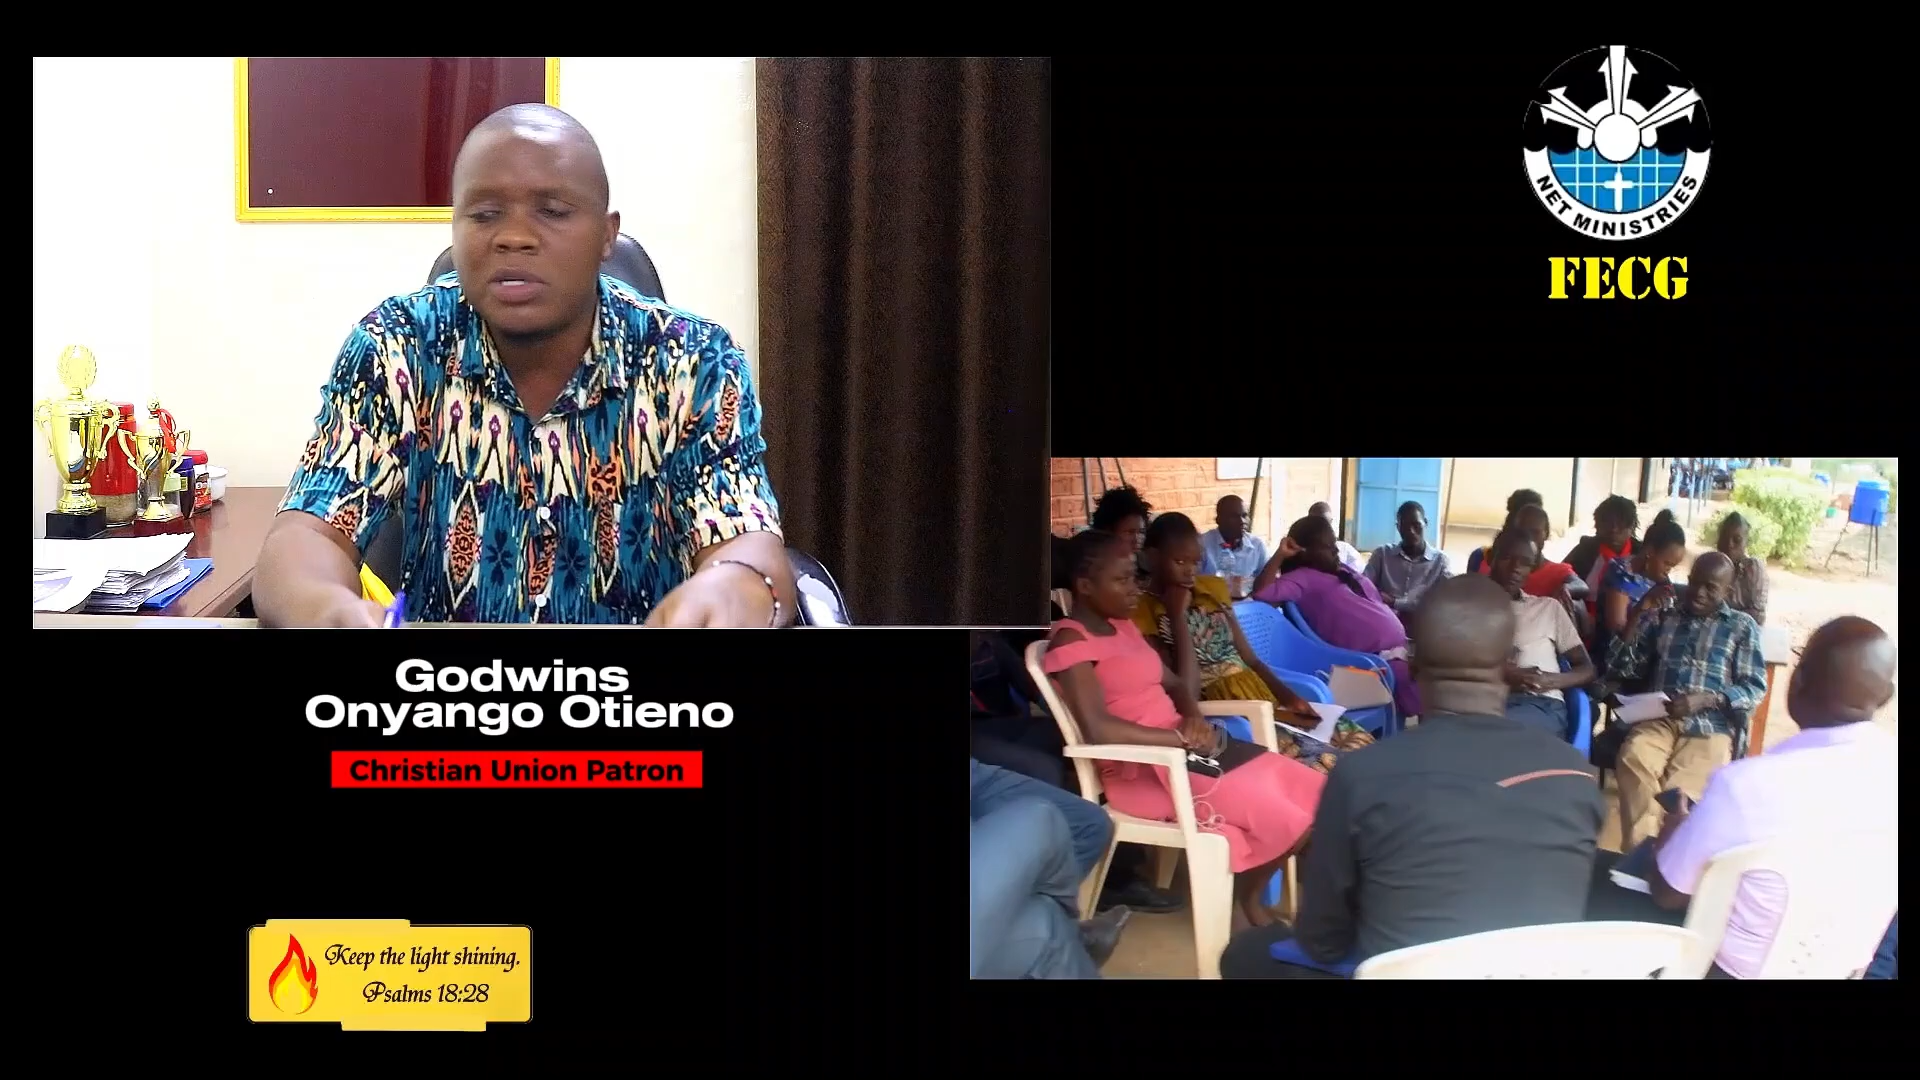 NET MINISTRIES
FECG
Godwins
Onyango Otieno
Christian Union Patron
Keep the light shining.
Psalms 18:28